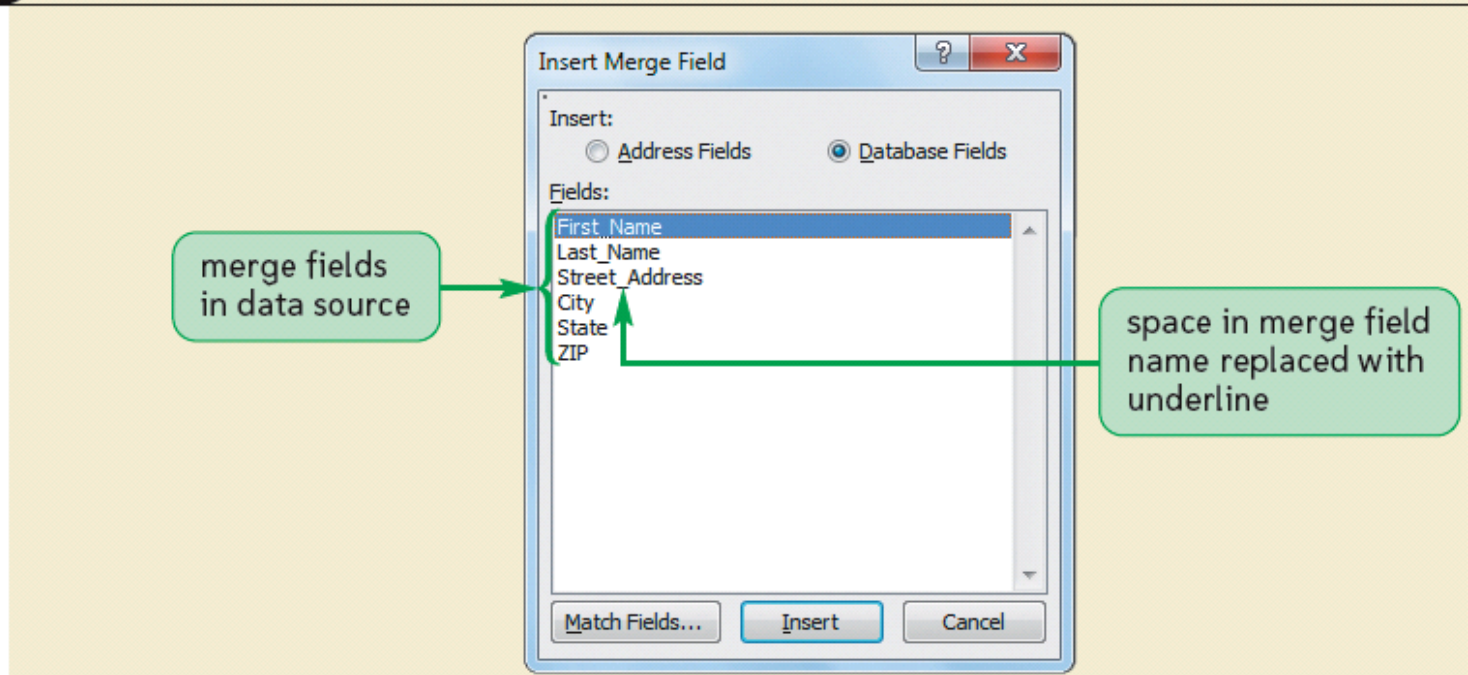 Insert Merge Field
Insert:
Address Fields
Database Fields
Fields:
First_Name
Last_Name
Street_Address
City
State
ZIP
merge fields
in data source
space in merge field
name replaced with
underline
Match Fields...
Insert
Cancel